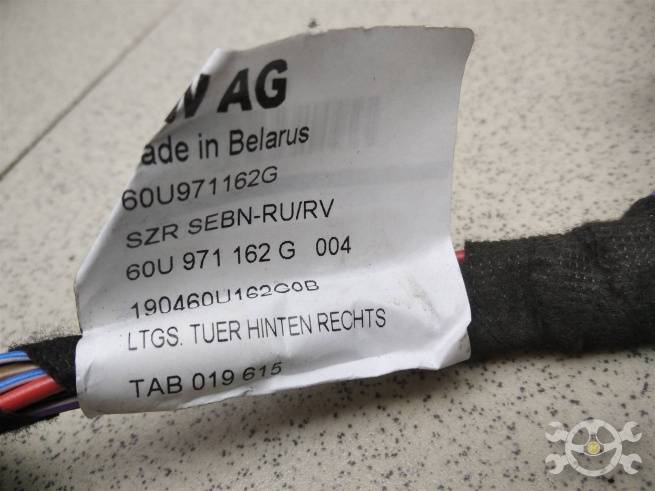 W AG
ade in Belarus
60U971162G
SZR SEBN-RU/RV
60U 971 162 G 004
190460U162G0B
LTGS. TUER HINTEN RECHTS
TAB 019 615